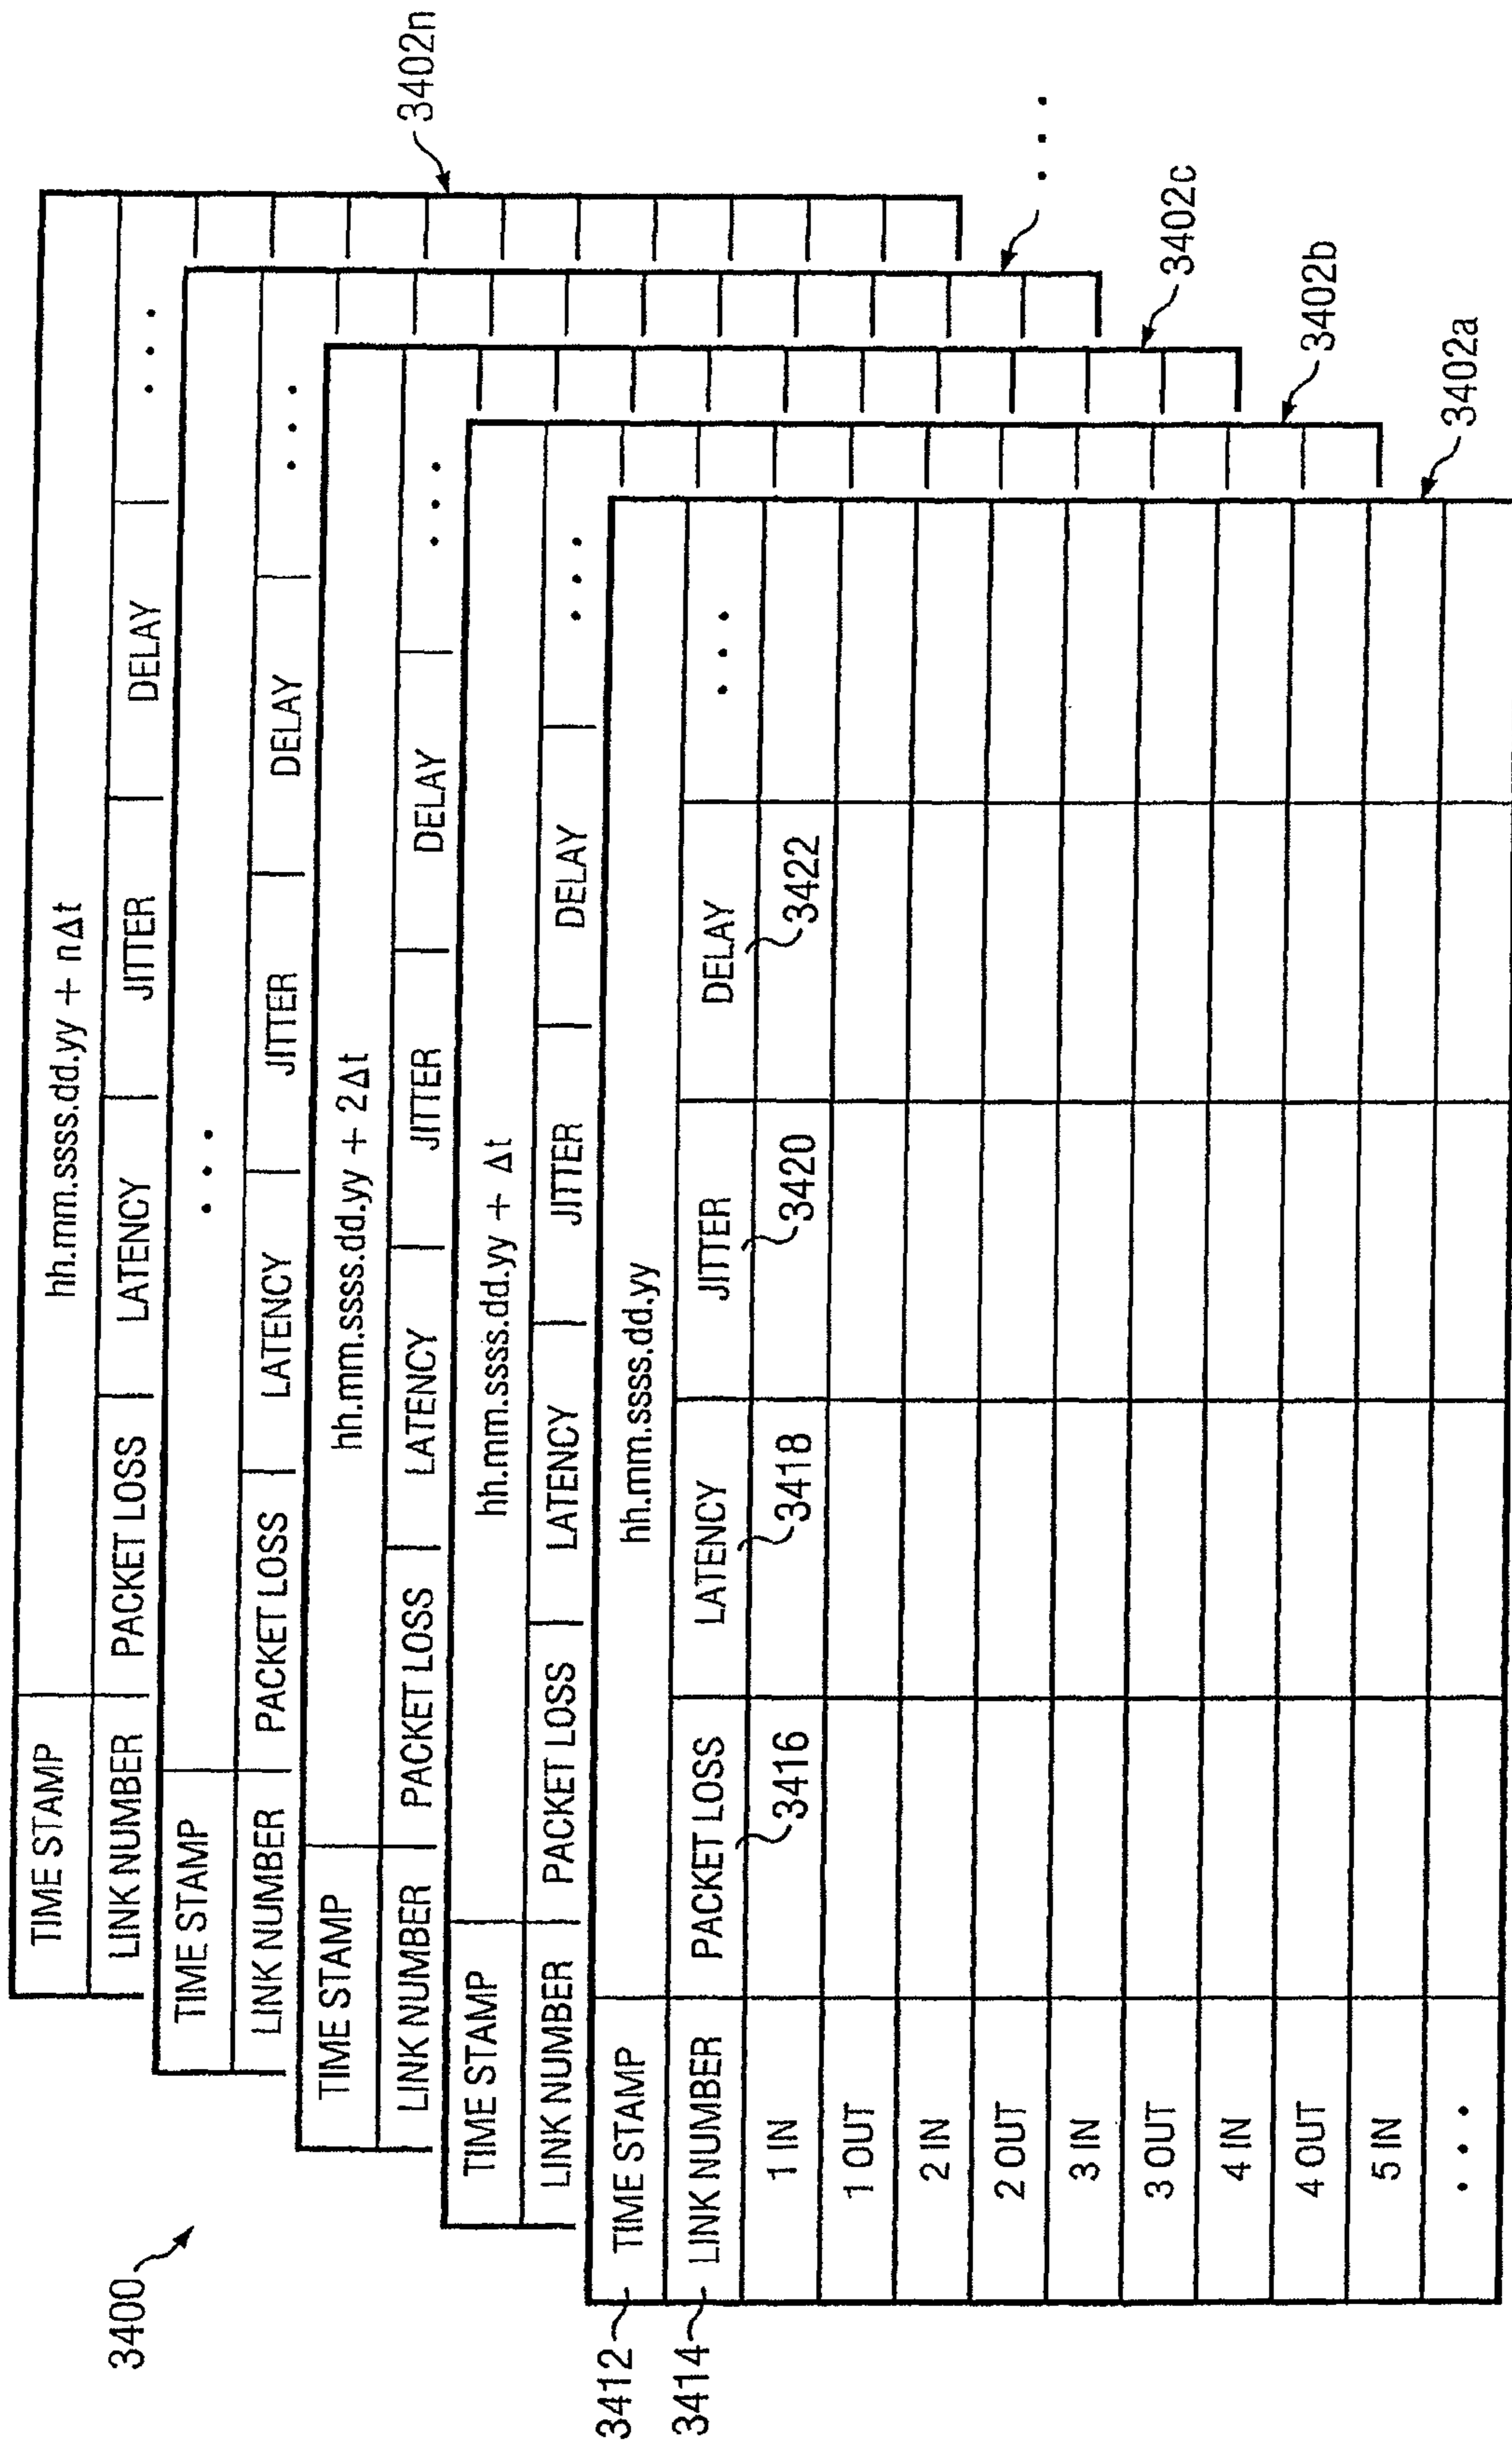 3400
TIME STAMP hh.mm.ssss.dd.yy + nΔt
LINK NUMBER PACKET LOSS LATENCY JITTER DELAY • • •
3402n
TIME STAMP • • •
LINK NUMBER PACKET LOSS LATENCY JITTER DELAY • • •
• • •
TIME STAMP hh.mm.ssss.dd.yy + 2Δt
LINK NUMBER PACKET LOSS LATENCY JITTER DELAY • • •
3402c
TIME STAMP hh.mm.ssss.dd.yy + Δt
LINK NUMBER PACKET LOSS LATENCY JITTER DELAY • • •
3402b
3412 TIME STAMP hh.mm.ssss.dd.yy
3414 LINK NUMBER PACKET LOSS LATENCY JITTER DELAY • • •
1 IN 3416 3418 3420 3422
1 OUT
2 IN
2 OUT
3 IN
3 OUT
4 IN
4 OUT
5 IN
• • •
3402a